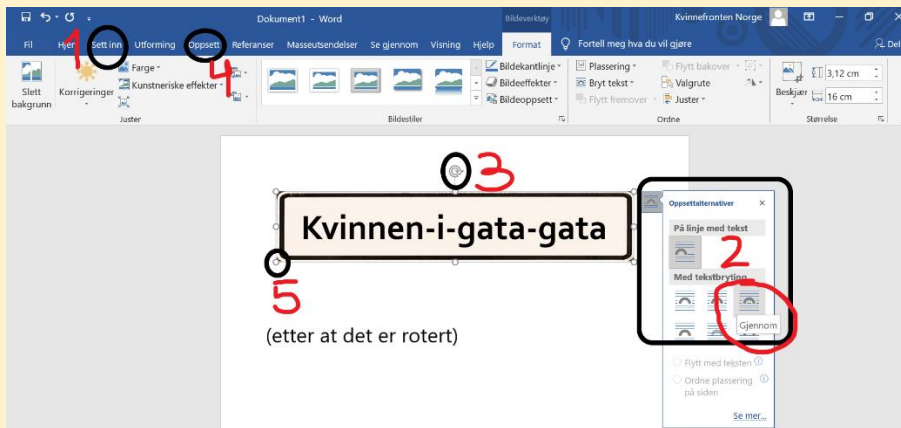 Dokument1 - Word
Bildeverktøy
Kvinnefronten Norge
Fil Hjem Sett inn Utforming Oppsett Referanser Masseutsendelser Se gjennom Visning Hjelp Format Fortell meg hva du vil gjøre Del
1
4
Slett bakgrunn
Korrigeringer
Farge
Kunstneriske effekter
Juster
Bildestiler
Bildekantlinje
Bildeeffekter
Bildeoppsett
Plassering
Bryt tekst
Flytt fremover
Flytt bakover
Valgrute
Juster
Ordne
Beskjær
3,12 cm
16 cm
Størrelse
3
Kvinnen-i-gata-gata
5
(etter at det er rotert)
Oppsettalternativer
På linje med tekst
2
Med tekstbryting
Gjennom
Flytt med teksten
Ordne plassering
på siden
Se mer...